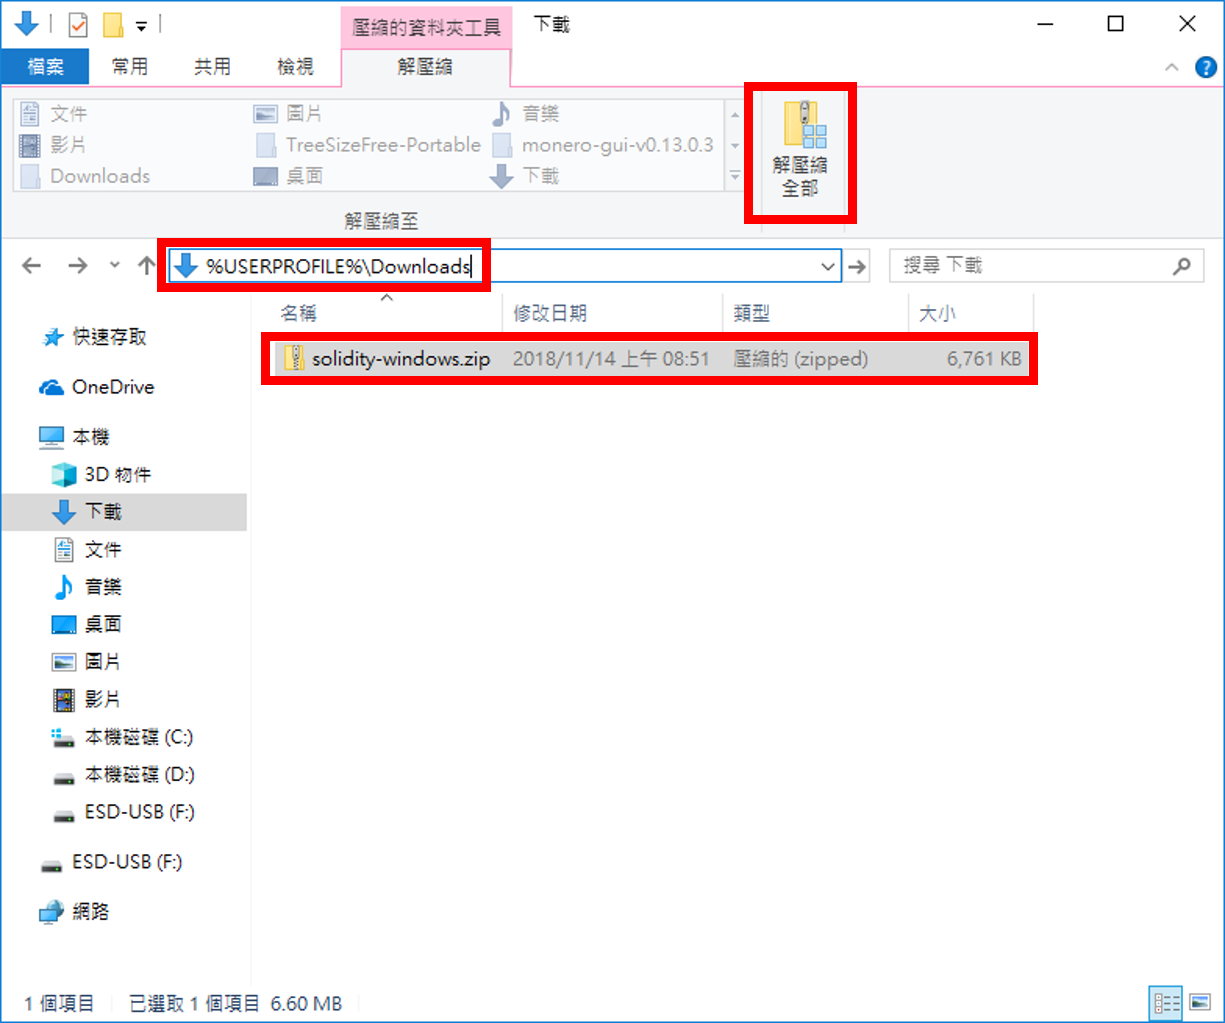 壓縮的資料夾工具 下載
檔案 常用 共用 檢視 解壓縮
文件 圖片 音樂
影片 TreeSizeFree-Portable monero-gui-v0.13.0.3
Downloads 桌面 下載
解壓縮
全部
解壓縮至
%USERPROFILE%\Downloads 搜尋 下載
名稱 修改日期 類型 大小
solidity-windows.zip 2018/11/14 上午 08:51 壓縮的 (zipped) 6,761 KB
快速存取
OneDrive
本機
3D 物件
下載
文件
音樂
桌面
圖片
影片
本機磁碟 (C:)
本機磁碟 (D:)
ESD-USB (F:)
ESD-USB (F:)
網路
1 個項目 已選取 1 個項目 6.60 MB